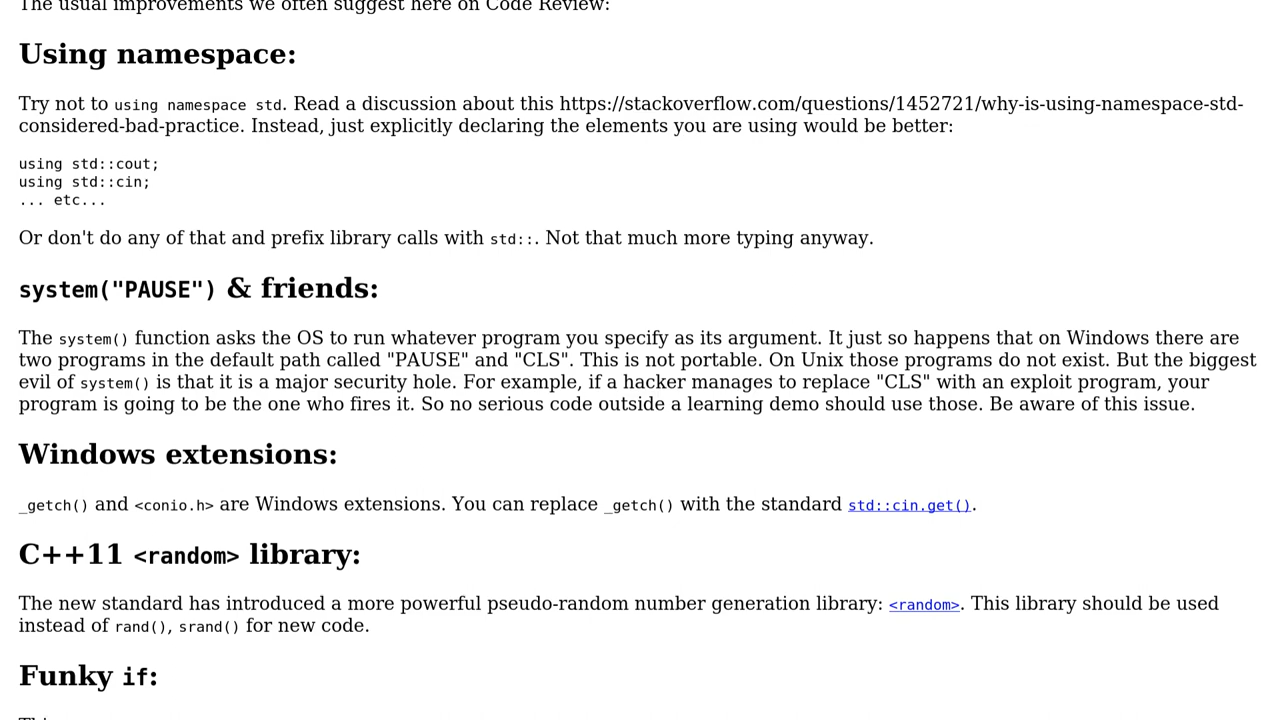 The usual improvements we often suggest here on Code Review:
Using namespace:
Try not to using namespace std. Read a discussion about this https://stackoverflow.com/questions/1452721/why-is-using-namespace-std-
considered-bad-practice. Instead, just explicitly declaring the elements you are using would be better:
using std::cout;
using std::cin;
... etc...
Or don't do any of that and prefix library calls with std::. Not that much more typing anyway.
system("PAUSE") & friends:
The system() function asks the OS to run whatever program you specify as its argument. It just so happens that on Windows there are
two programs in the default path called "PAUSE" and "CLS". This is not portable. On Unix those programs do not exist. But the biggest
evil of system() is that it is a major security hole. For example, if a hacker manages to replace "CLS" with an exploit program, your
program is going to be the one who fires it. So no serious code outside a learning demo should use those. Be aware of this issue.
Windows extensions:
_getch() and <conio.h> are Windows extensions. You can replace _getch() with the standard std::cin.get().
C++11 <random> library:
The new standard has introduced a more powerful pseudo-random number generation library: <random>. This library should be used
instead of rand(), srand() for new code.
Funky if: